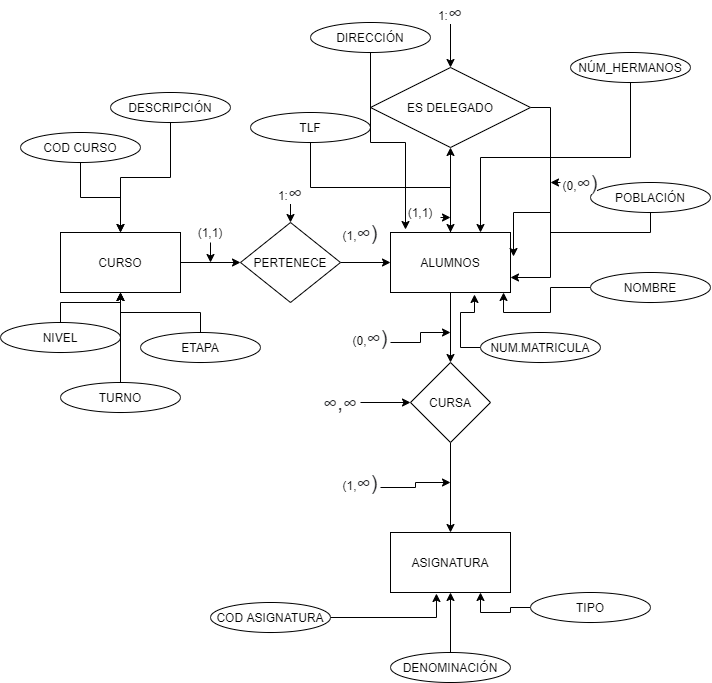 1:∞
DIRECCIÓN
NÚM_HERMANOS
DESCRIPCIÓN
ES DELEGADO
TLF
COD CURSO
(0,∞)
1:∞
POBLACIÓN
(1,1)
(1,1)
(1,∞)
CURSO
PERTENECE
ALUMNOS
NOMBRE
NIVEL
ETAPA
(0,∞)
NUM.MATRICULA
TURNO
∞,∞
CURSA
(1,∞)
ASIGNATURA
TIPO
COD ASIGNATURA
DENOMINACIÓN